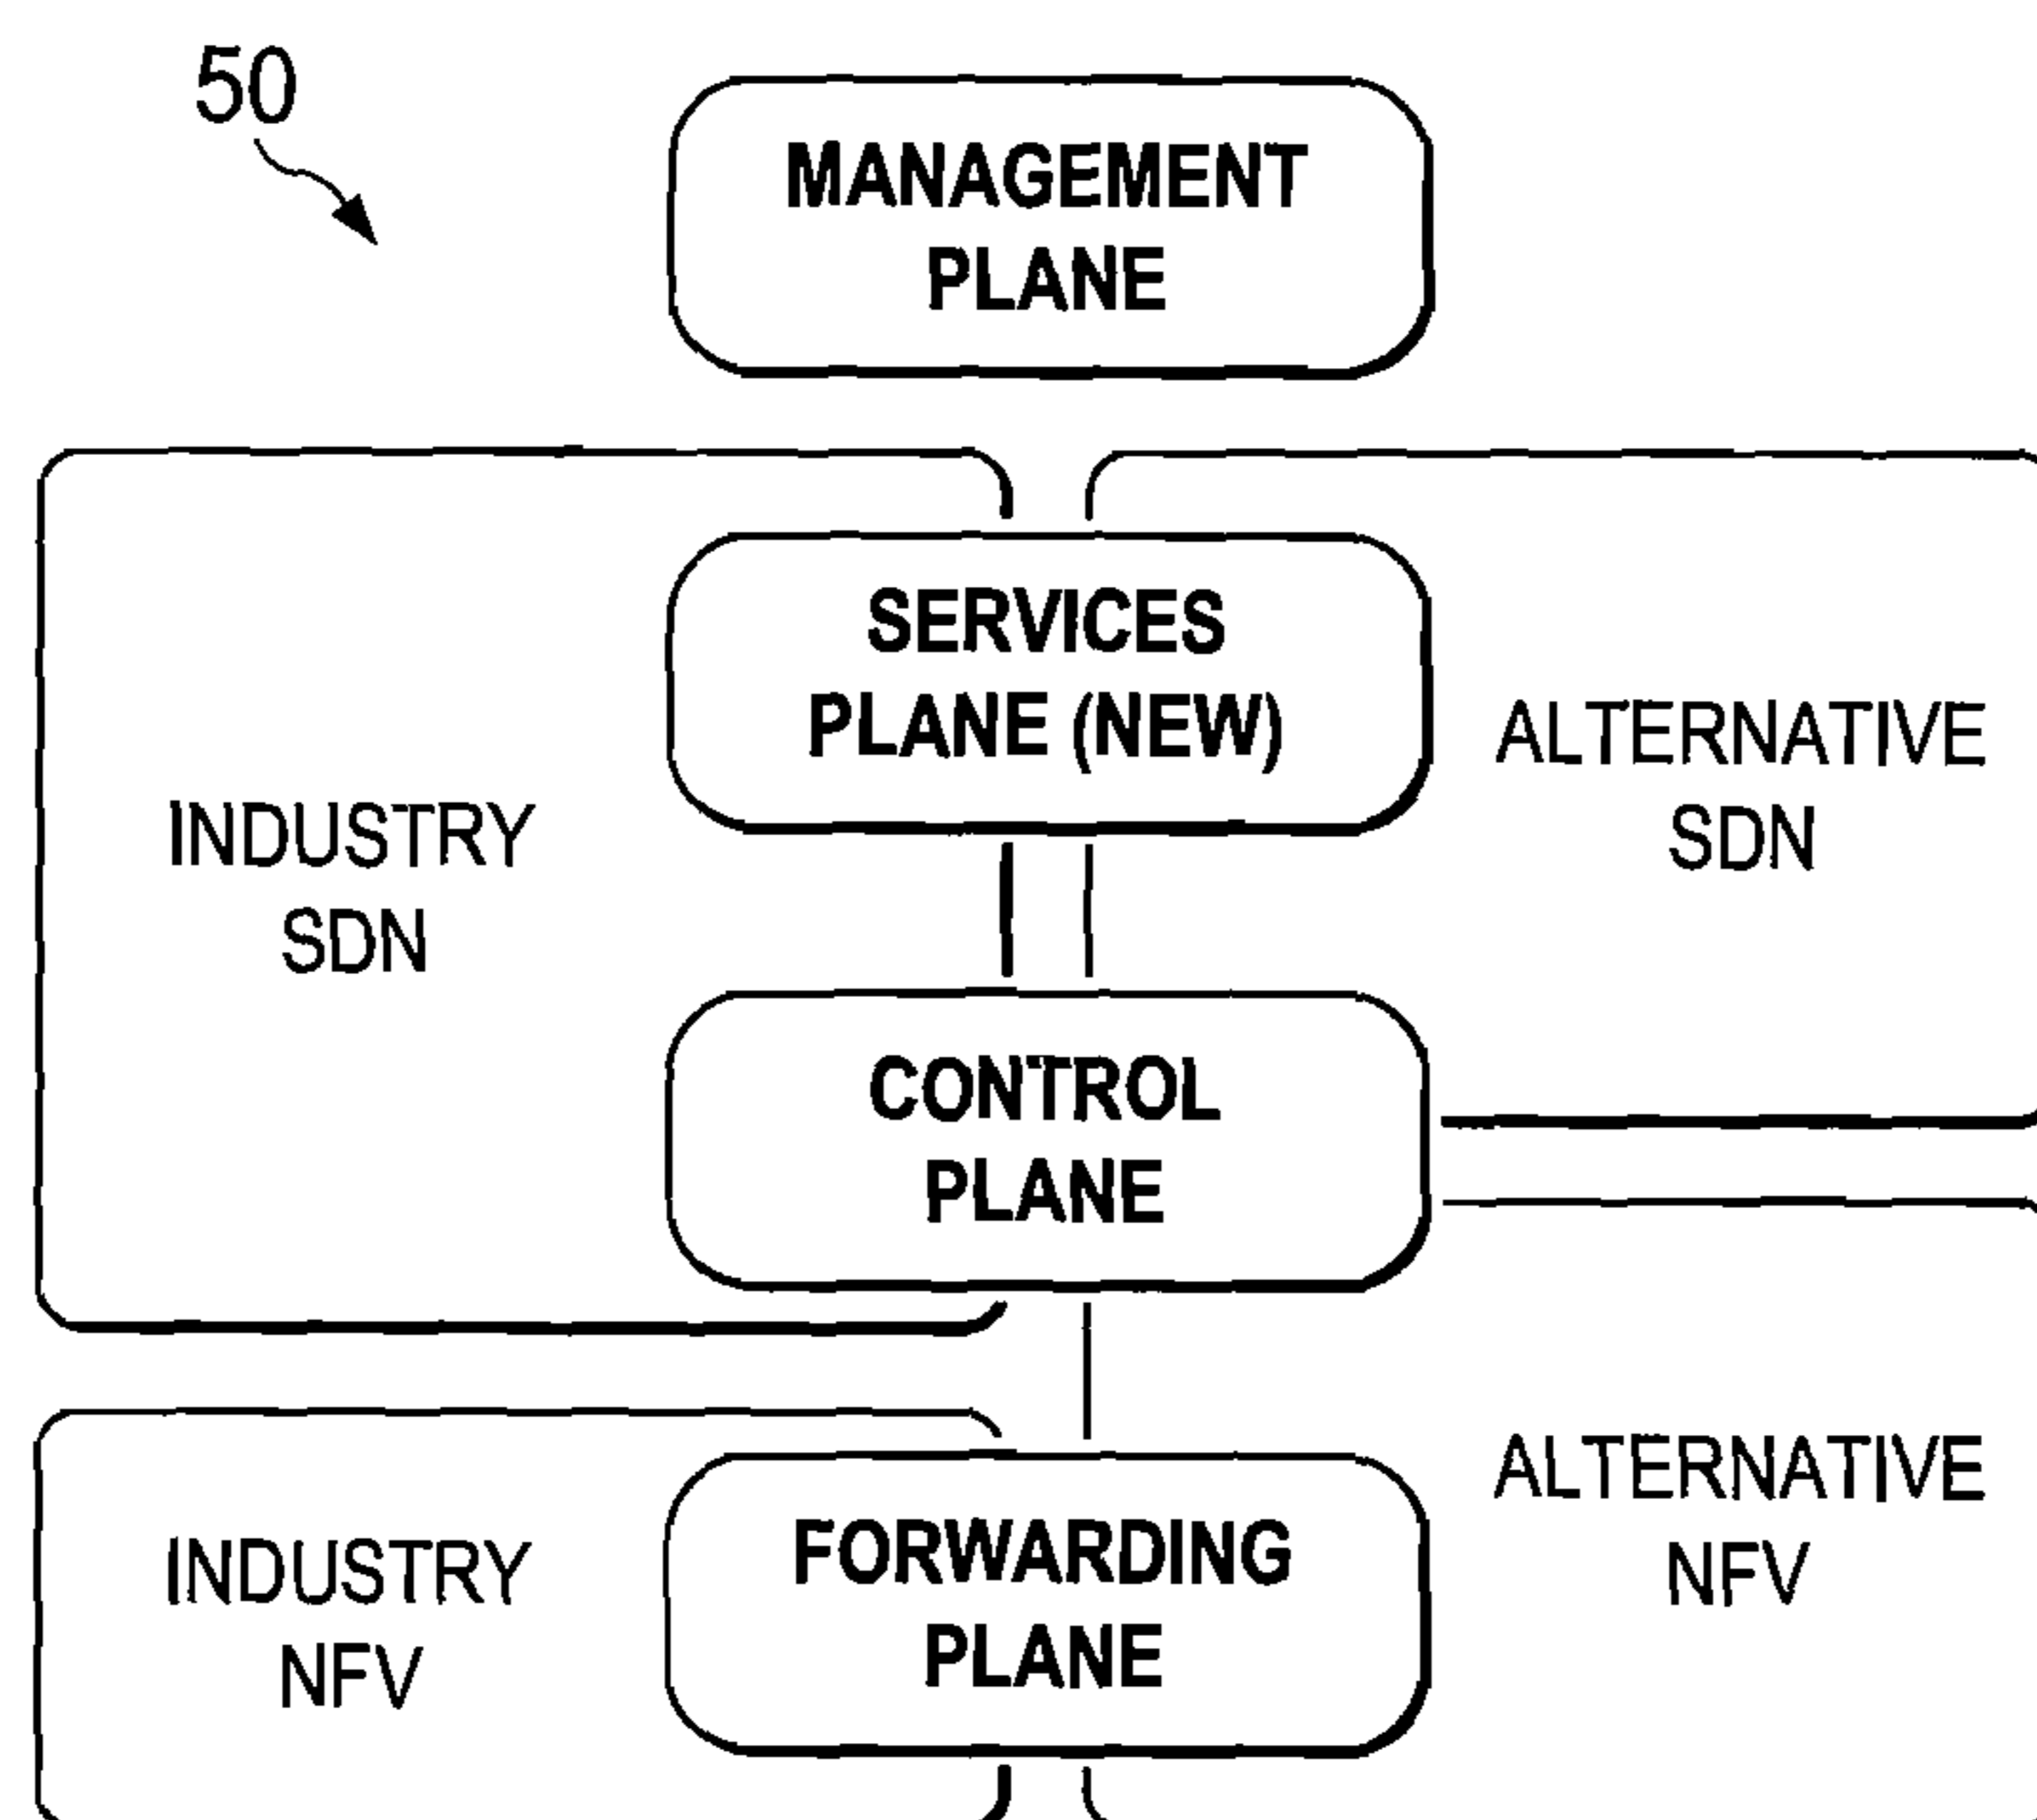 50
MANAGEMENT
PLANE
SERVICES
PLANE (NEW)
INDUSTRY
SDN
ALTERNATIVE
SDN
CONTROL
PLANE
INDUSTRY
NFV
FORWARDING
PLANE
ALTERNATIVE
NFV